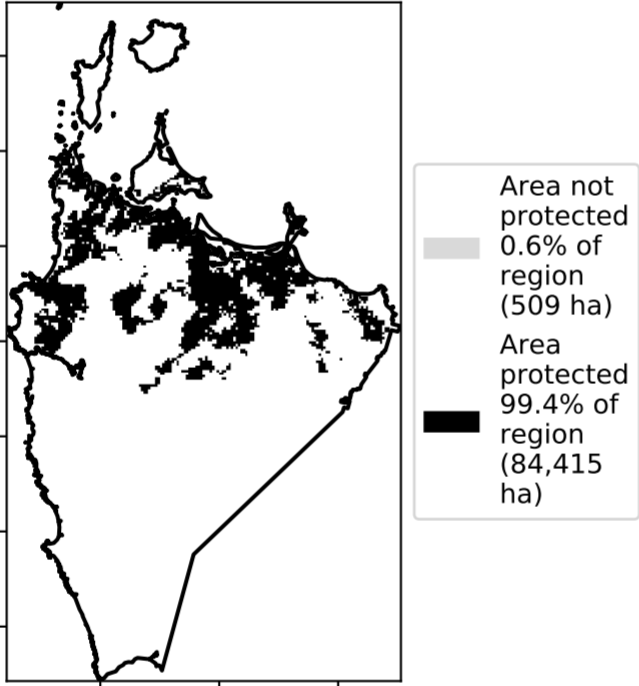 Area not
protected
0.6% of
region
(509 ha)
Area
protected
99.4% of
region
(84,415
ha)